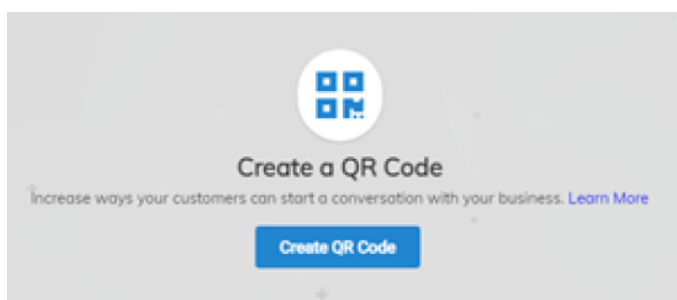 Create a QR Code
Increase ways your customers can start a conversation with your business. Learn More
Create QR Code